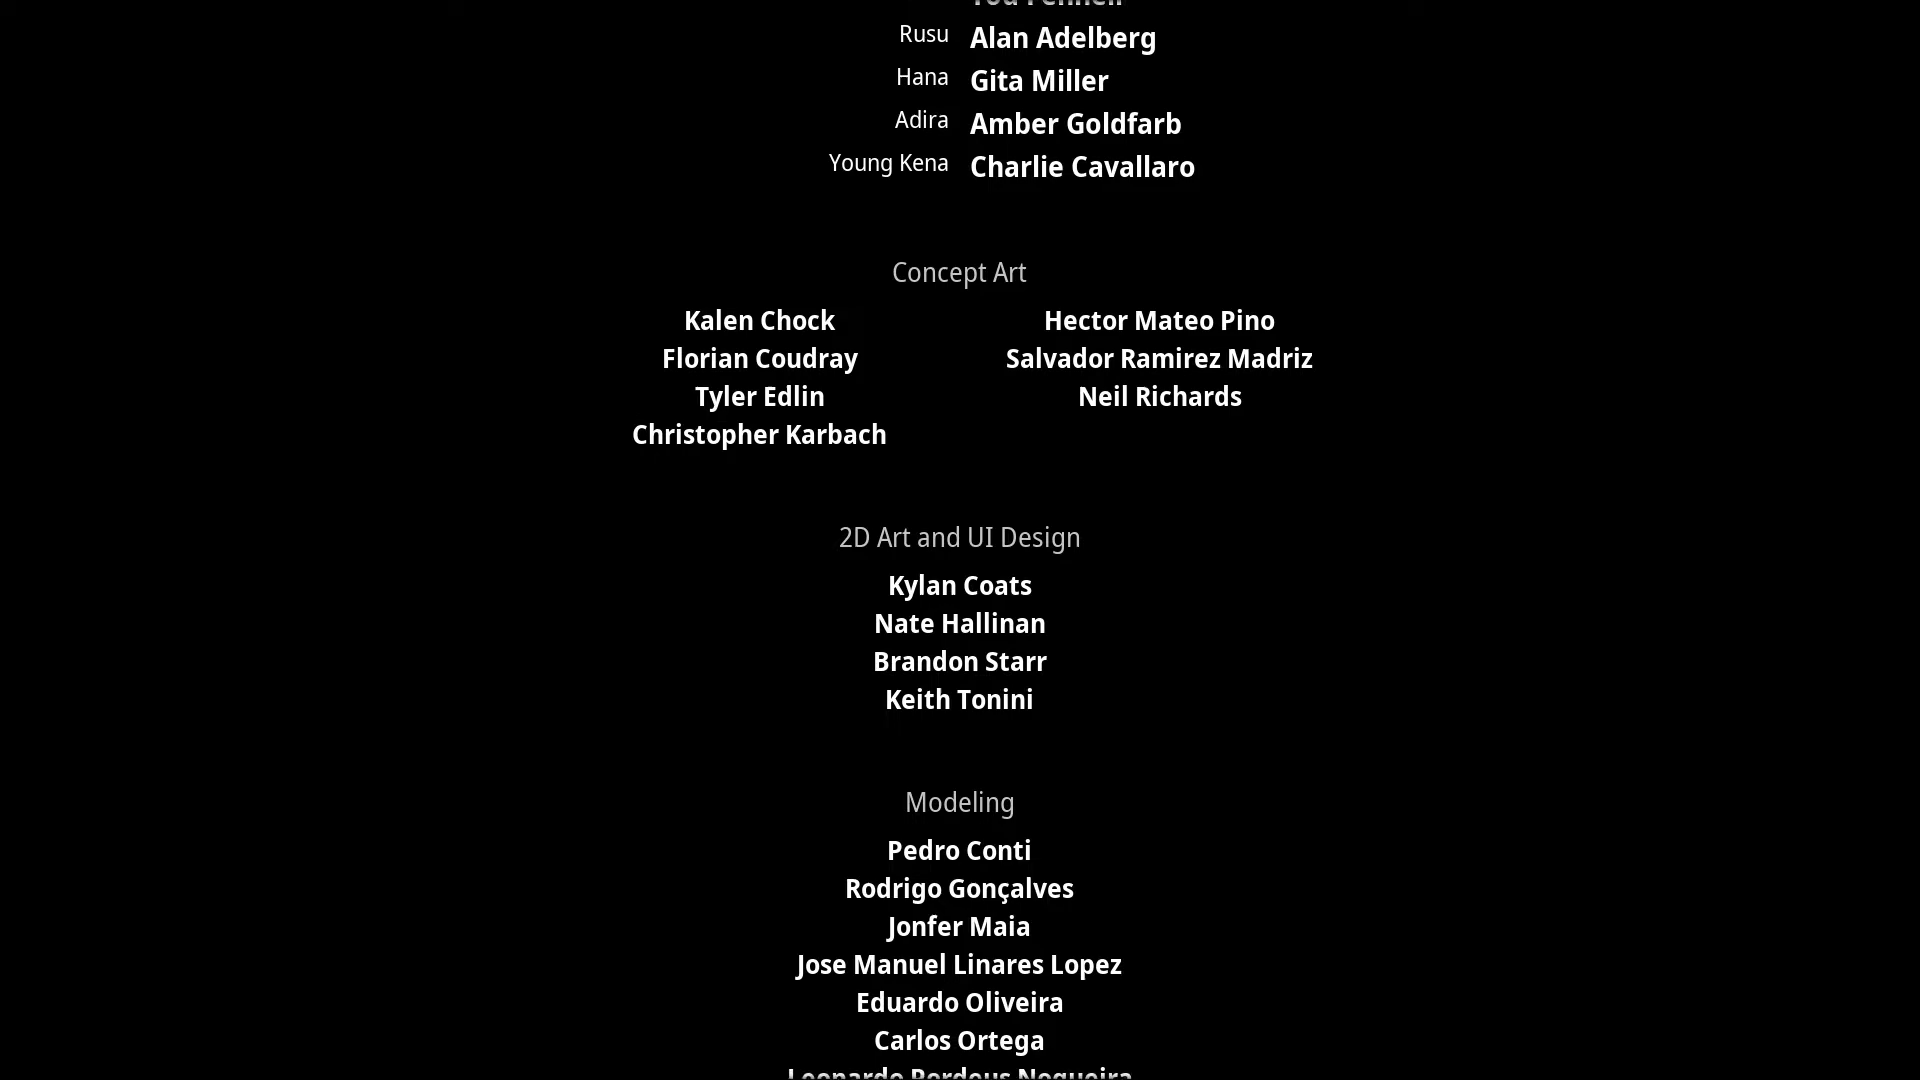 Rusu Alan Adelberg
Hana Gita Miller
Adira Amber Goldfarb
Young Kena Charlie Cavallaro
Concept Art
Kalen Chock Hector Mateo Pino
Florian Coudray Salvador Ramirez Madriz
Tyler Edlin Neil Richards
Christopher Karbach
2D Art and UI Design
Kylan Coats
Nate Hallinan
Brandon Starr
Keith Tonini
Modeling
Pedro Conti
Rodrigo Gonçalves
Jonfer Maia
Jose Manuel Linares Lopez
Eduardo Oliveira
Carlos Ortega